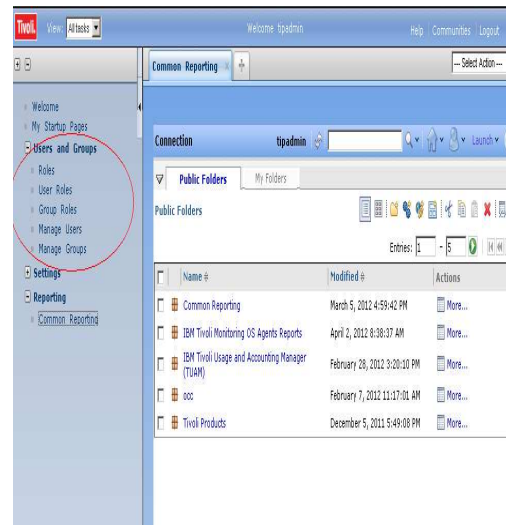 Tivoli. View: All tasks Welcome tipadmin Help Communities Logout
Common Reporting --- Select Action ---
Welcome
My Startup Pages
Users and Groups
Roles
User Roles
Group Roles
Manage Users
Manage Groups
Settings
Reporting
Common Reporting
Connection tipadmin Launch
Public Folders My Folders
Public Folders
Entries: 1 - 5
Name Modified Actions
Common Reporting March 5, 2012 4:59:42 PM More...
IBM Tivoli Monitoring OS Agents Reports April 2, 2012 8:38:37 AM More...
IBM Tivoli Usage and Accounting Manager (TUAM) February 28, 2012 3:20:10 PM More...
occ February 7, 2012 11:17:01 AM More...
Tivoli Products December 5, 2011 5:49:08 PM More...